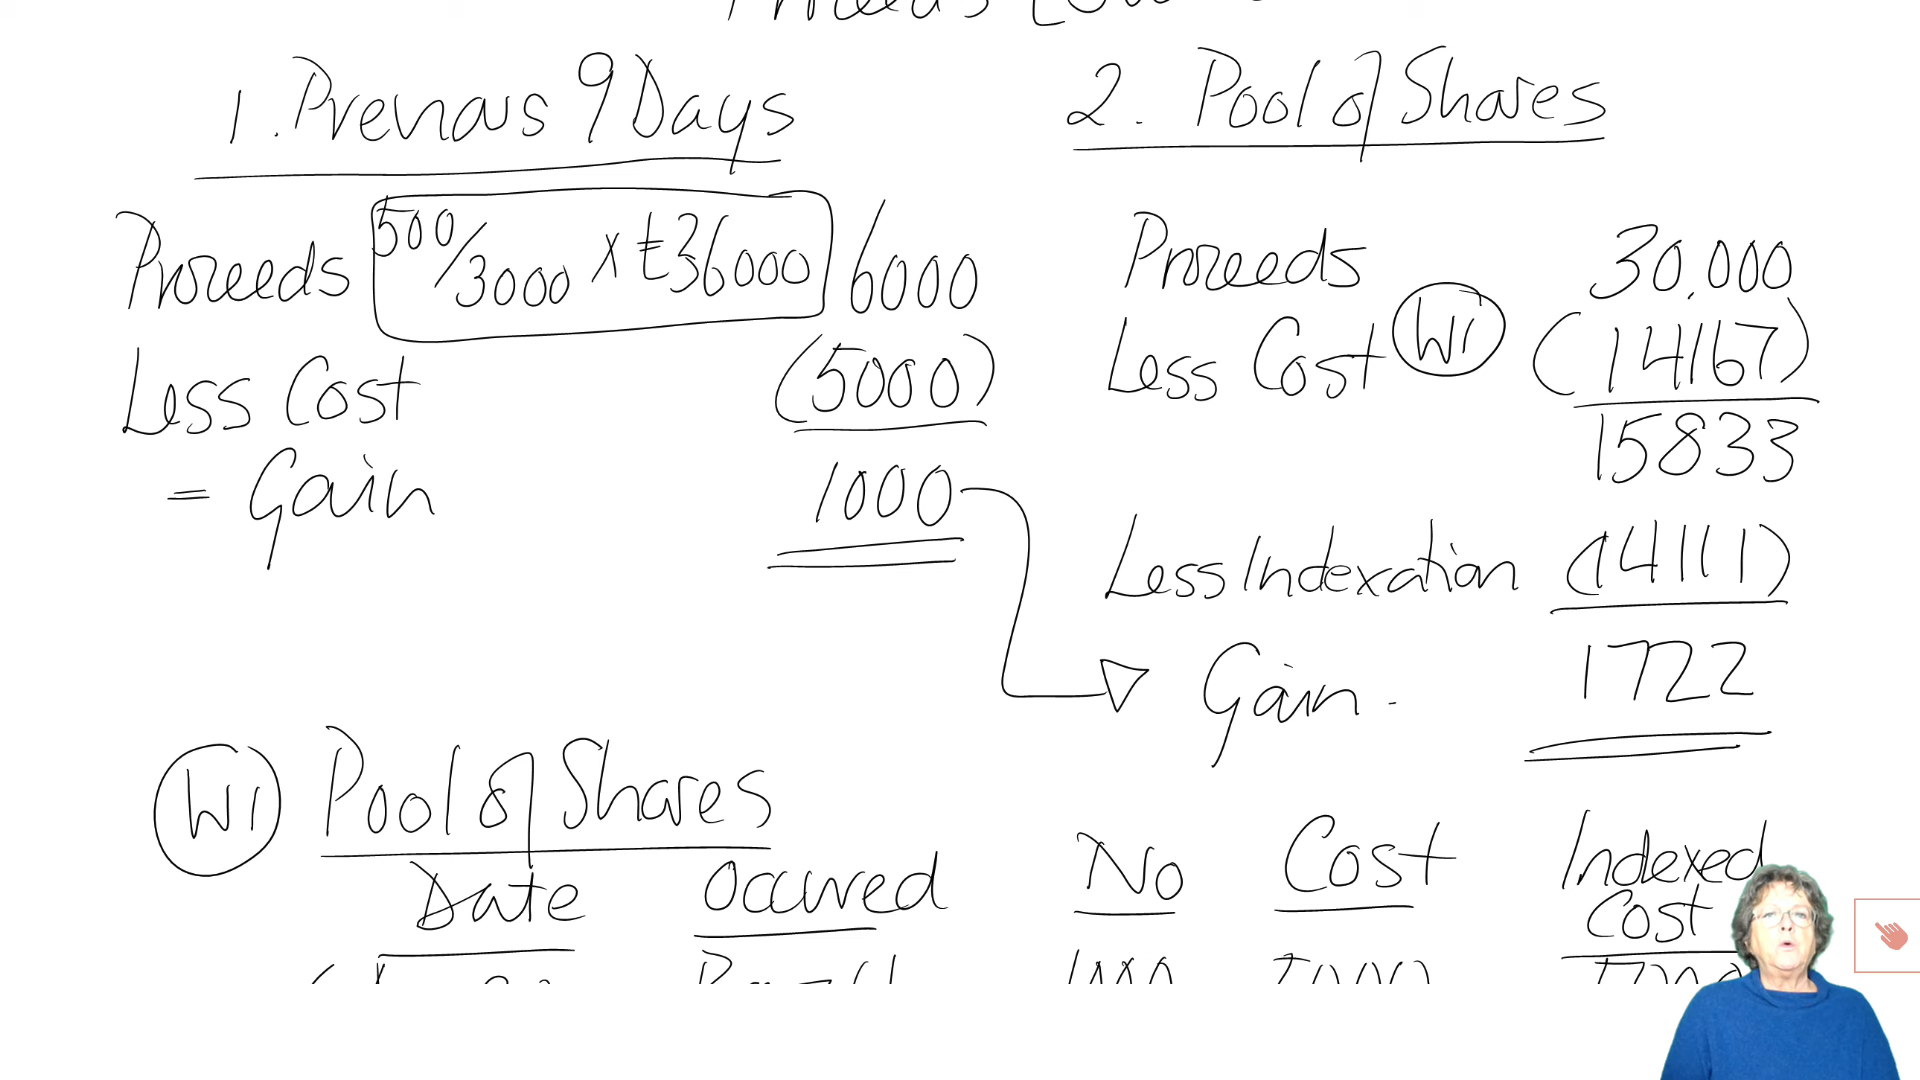 1. Previous 9 Days
Proceeds 500/3000 x £36000 6000
Less Cost (5000)
= Gain 1000
2. Pool of Shares
Proceeds 30,000
Less Cost W1 (14167)
15833
Less Indexation (14111)
Gain. 1722
W1 Pool of Shares
Date Occured No Cost Indexed Cost